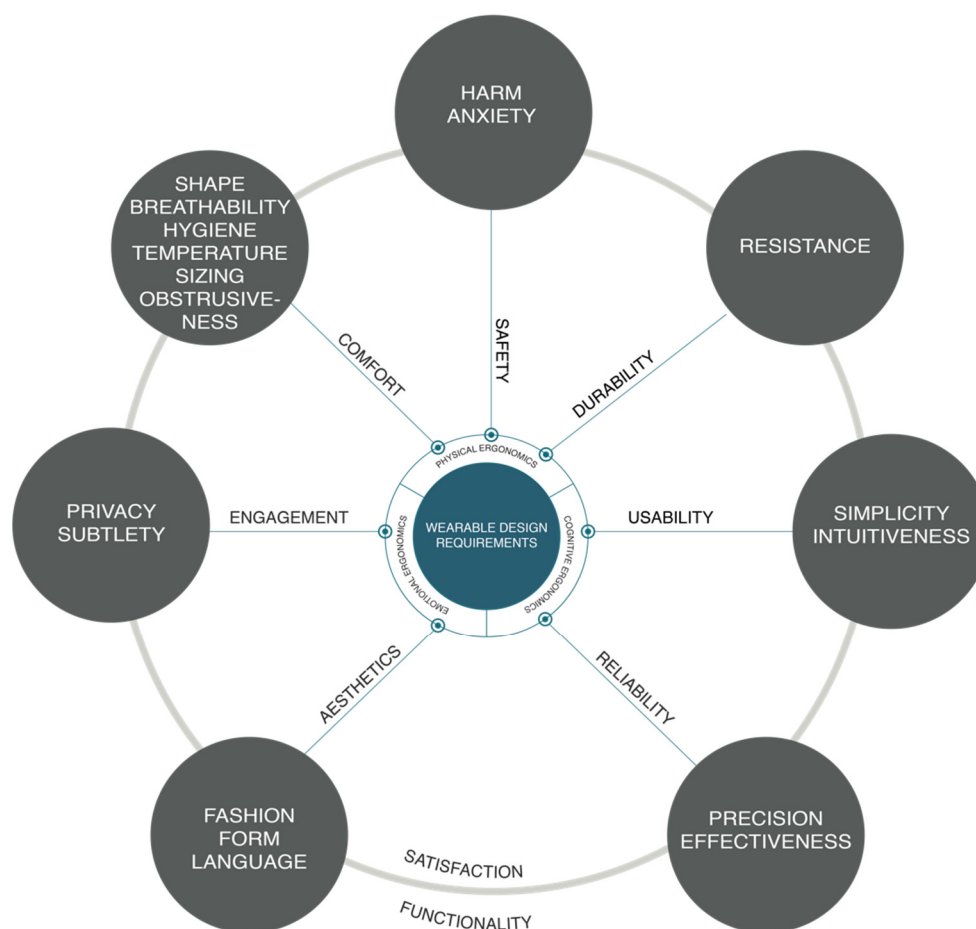 HARM
ANXIETY
SHAPE
BREATHABILITY
HYGIENE
TEMPERATURE
SIZING
OBSTRUSIVE-
NESS
RESISTANCE
COMFORT
SAFETY
DURABILITY
PHYSICAL ERGONOMICS
PRIVACY
SUBTLETY
ENGAGEMENT
EMOTIONAL ERGONOMICS
WEARABLE DESIGN
REQUIREMENTS
COGNITIVE ERGONOMICS
USABILITY
SIMPLICITY
INTUITIVENESS
AESTHETICS
RELIABILITY
FASHION
FORM
LANGUAGE
PRECISION
EFFECTIVENESS
SATISFACTION
FUNCTIONALITY